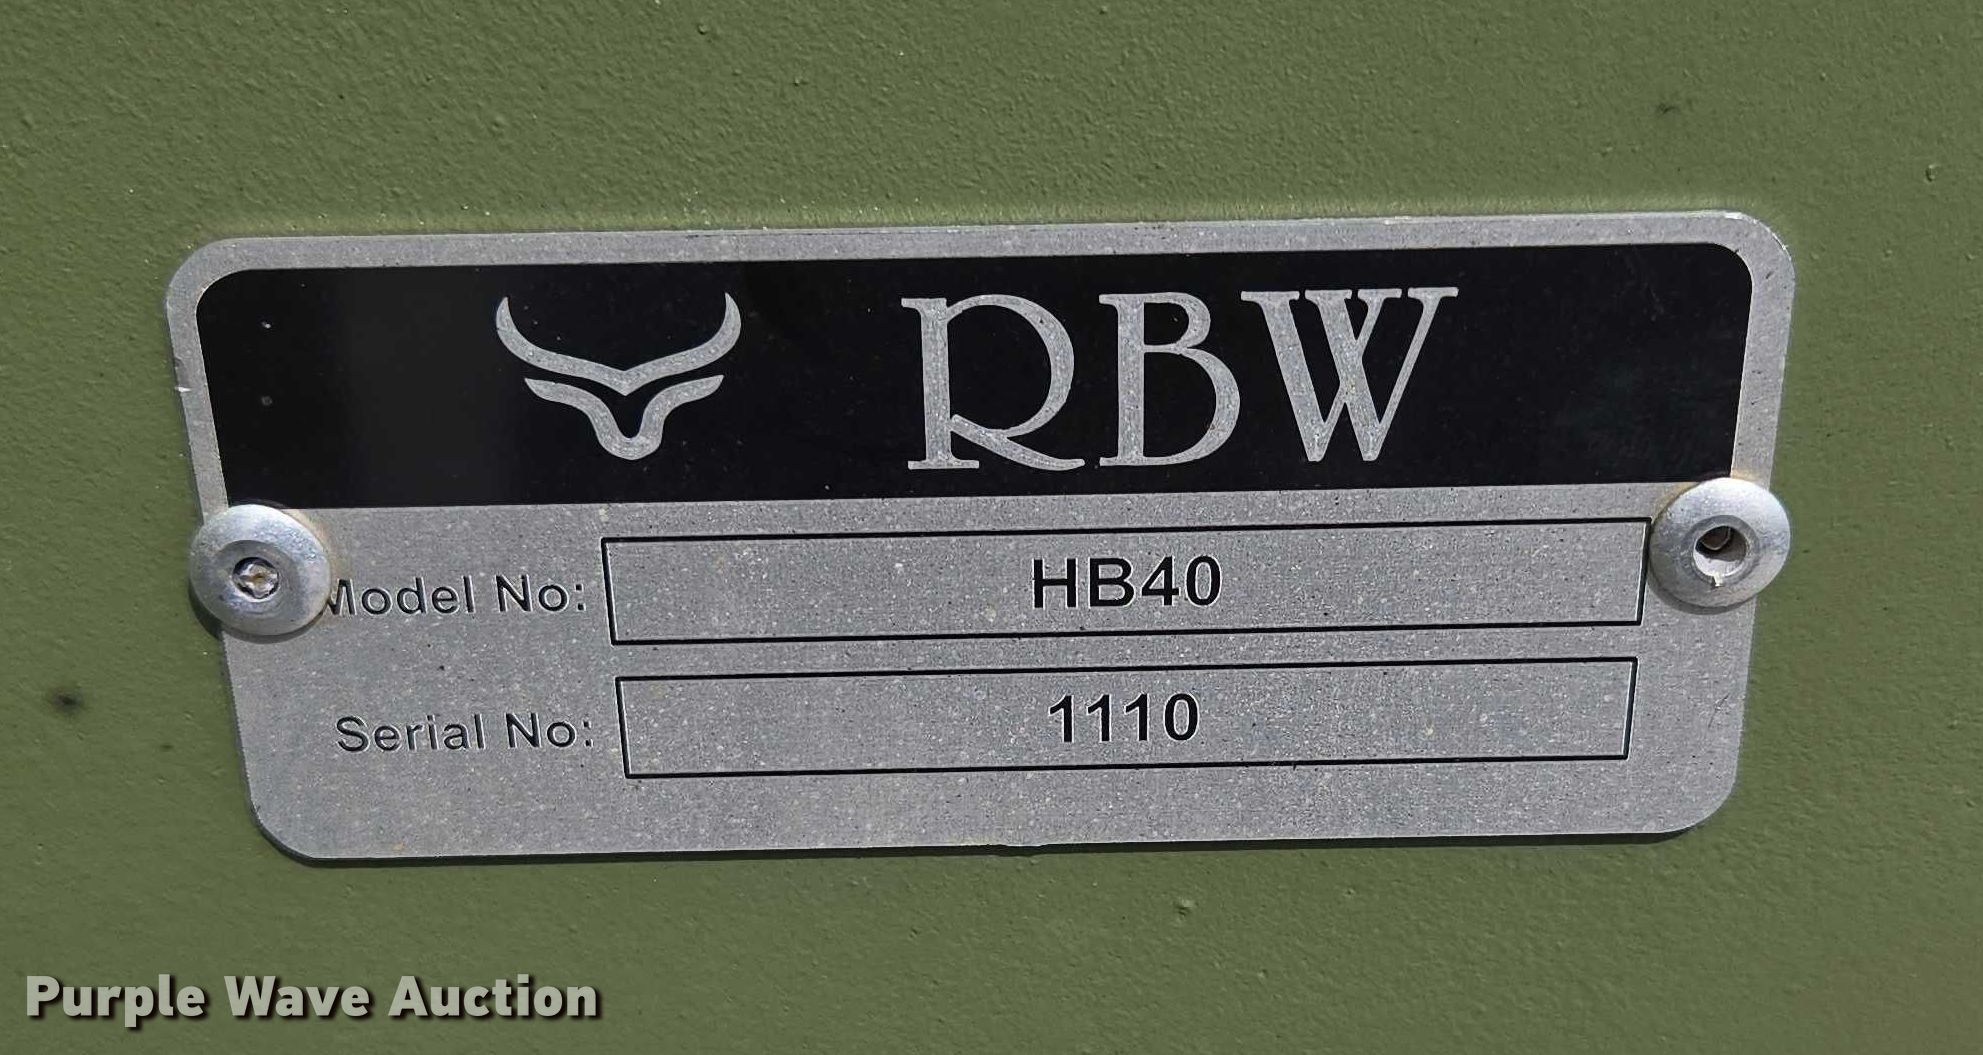 RBW
Model No: HB40
Serial No: 1110
Purple Wave Auction